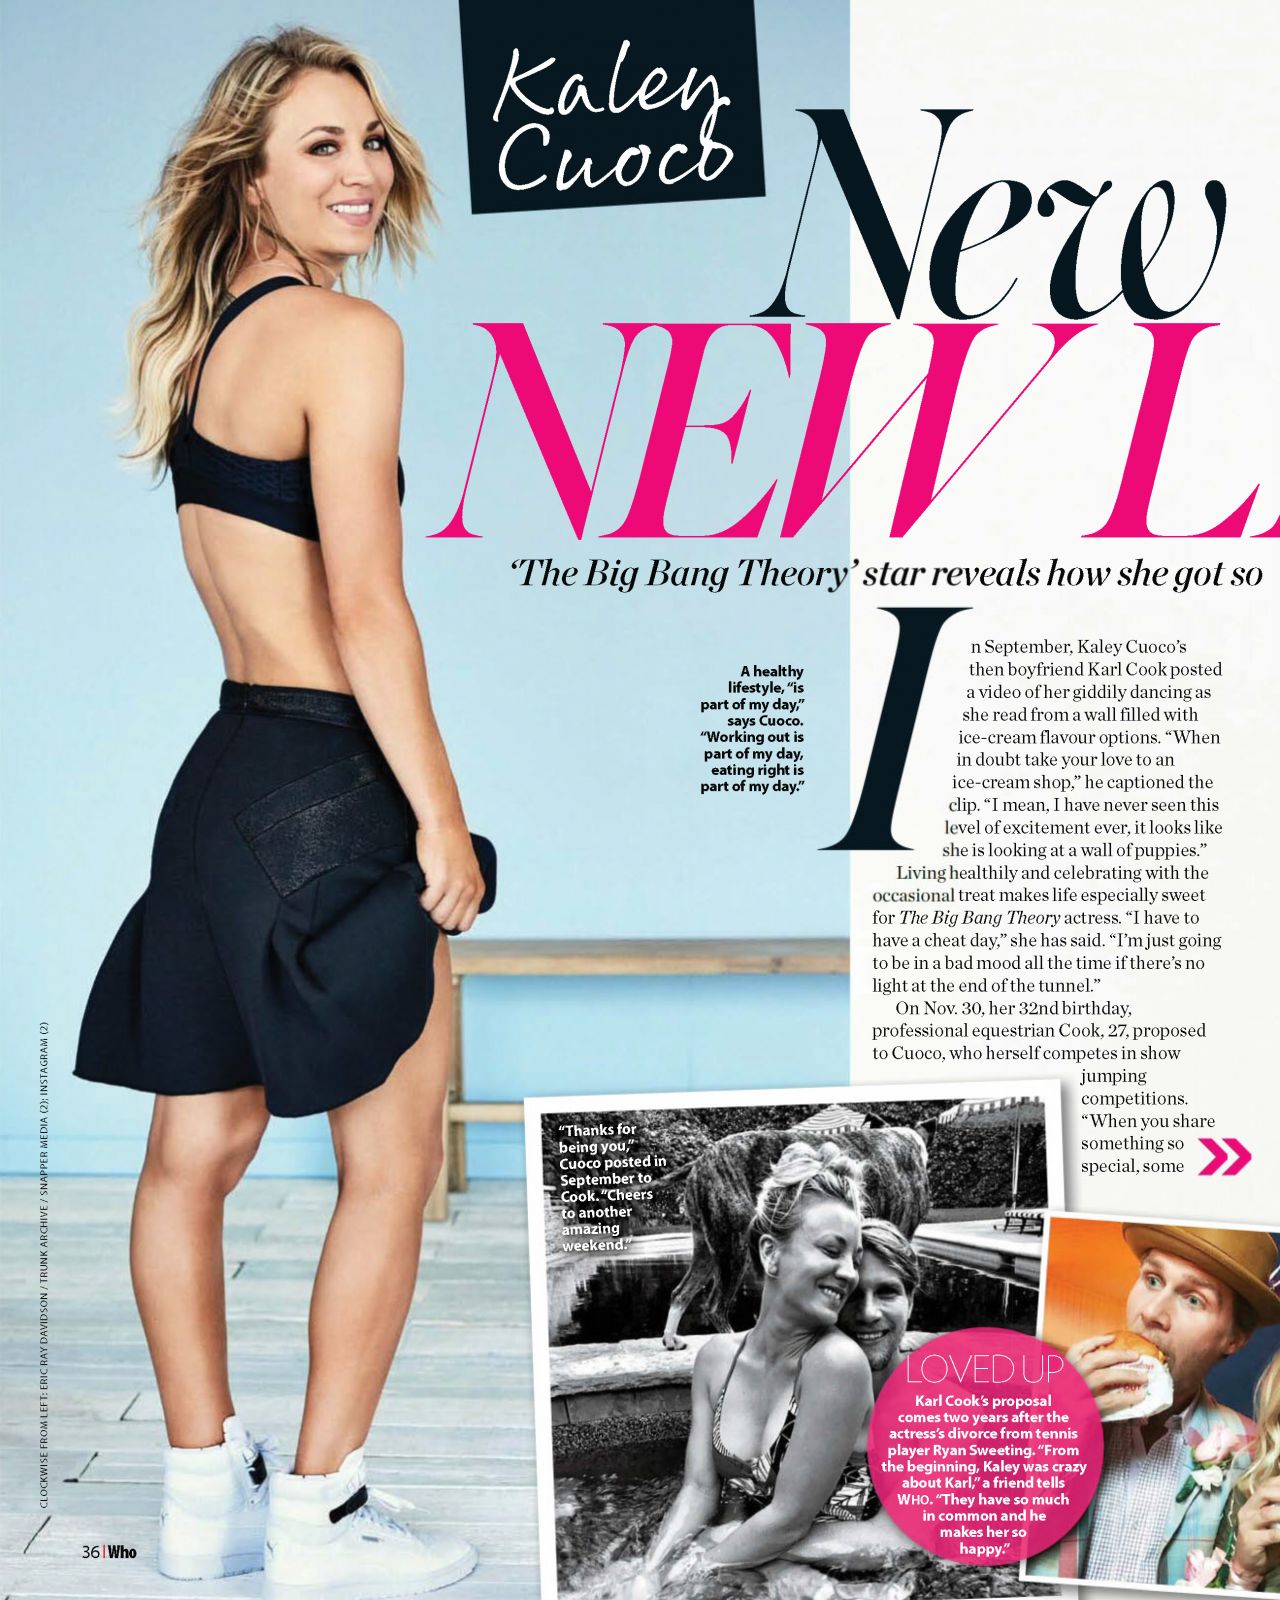 Kaley
Cuoco
New
NEW L
‘The Big Bang Theory’ star reveals how she got so
A healthy
lifestyle, “is
part of my day,”
says Cuoco.
“Working out is
part of my day,
eating right is
part of my day.”
In September, Kaley Cuoco’s
then boyfriend Karl Cook posted
a video of her giddily dancing as
she read from a wall filled with
ice-cream flavour options. “When
in doubt take your love to an
ice-cream shop,” he captioned the
clip. “I mean, I have never seen this
level of excitement ever, it looks like
she is looking at a wall of puppies.”
Living healthily and celebrating with the
occasional treat makes life especially sweet
for The Big Bang Theory actress. “I have to
have a cheat day,” she has said. “I’m just going
to be in a bad mood all the time if there’s no
light at the end of the tunnel.”
On Nov. 30, her 32nd birthday,
professional equestrian Cook, 27, proposed
to Cuoco, who herself competes in show
jumping
competitions.
“When you share
something so
special, some
“Thanks for
being you,”
Cuoco posted in
September to
Cook. “Cheers
to another
amazing
weekend.”
LOVED UP
Karl Cook’s proposal
comes two years after the
actress’s divorce from tennis
player Ryan Sweeting. “From
the beginning, Kaley was crazy
about Karl,” a friend tells
WHO. “They have so much
in common and he
makes her so
happy.”
CLOCKWISE FROM LEFT: ERIC RAY DAVIDSON / TRUNK ARCHIVE / SNAPPER MEDIA (2); INSTAGRAM (2)
36 | Who